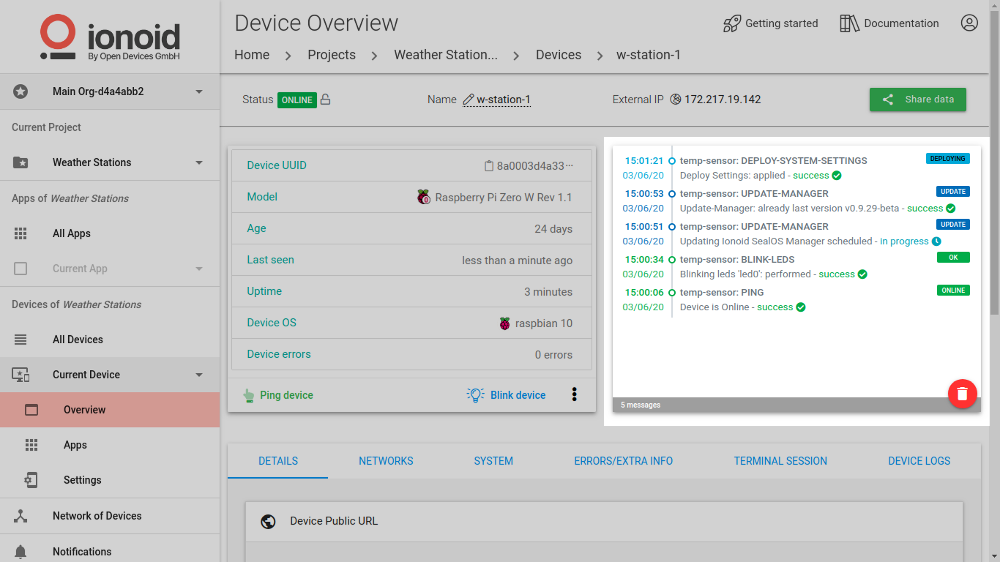 ionoid
By Open Devices GmbH
Main Org-d4a4abb2
Current Project
Weather Stations
Apps of Weather Stations
All Apps
Current App
Devices of Weather Stations
All Devices
Current Device
Overview
Apps
Settings
Network of Devices
Notifications
Device Overview
Getting started
Documentation
Home > Projects > Weather Station... > Devices > w-station-1
Status ONLINE
Name w-station-1
External IP 172.217.19.142
Share data
Device UUID 8a0003d4a33...
Model Raspberry Pi Zero W Rev 1.1
Age 24 days
Last seen less than a minute ago
Uptime 3 minutes
Device OS raspbian 10
Device errors 0 errors
Ping device
Blink device
15:01:21 temp-sensor: DEPLOY-SYSTEM-SETTINGS DEPLOYING
03/06/20 Deploy Settings: applied - success
15:00:53 temp-sensor: UPDATE-MANAGER UPDATE
03/06/20 Update-Manager: already last version v0.9.29-beta - success
15:00:51 temp-sensor: UPDATE-MANAGER UPDATE
03/06/20 Updating Ionoid SealOS Manager scheduled - In progress
15:00:34 temp-sensor: BLINK-LEDS OK
03/06/20 Blinking leds 'led0': performed - success
15:00:06 temp-sensor: PING ONLINE
03/06/20 Device is Online - success
5 messages
DETAILS NETWORKS SYSTEM ERRORS/EXTRA INFO TERMINAL SESSION DEVICE LOGS
Device Public URL